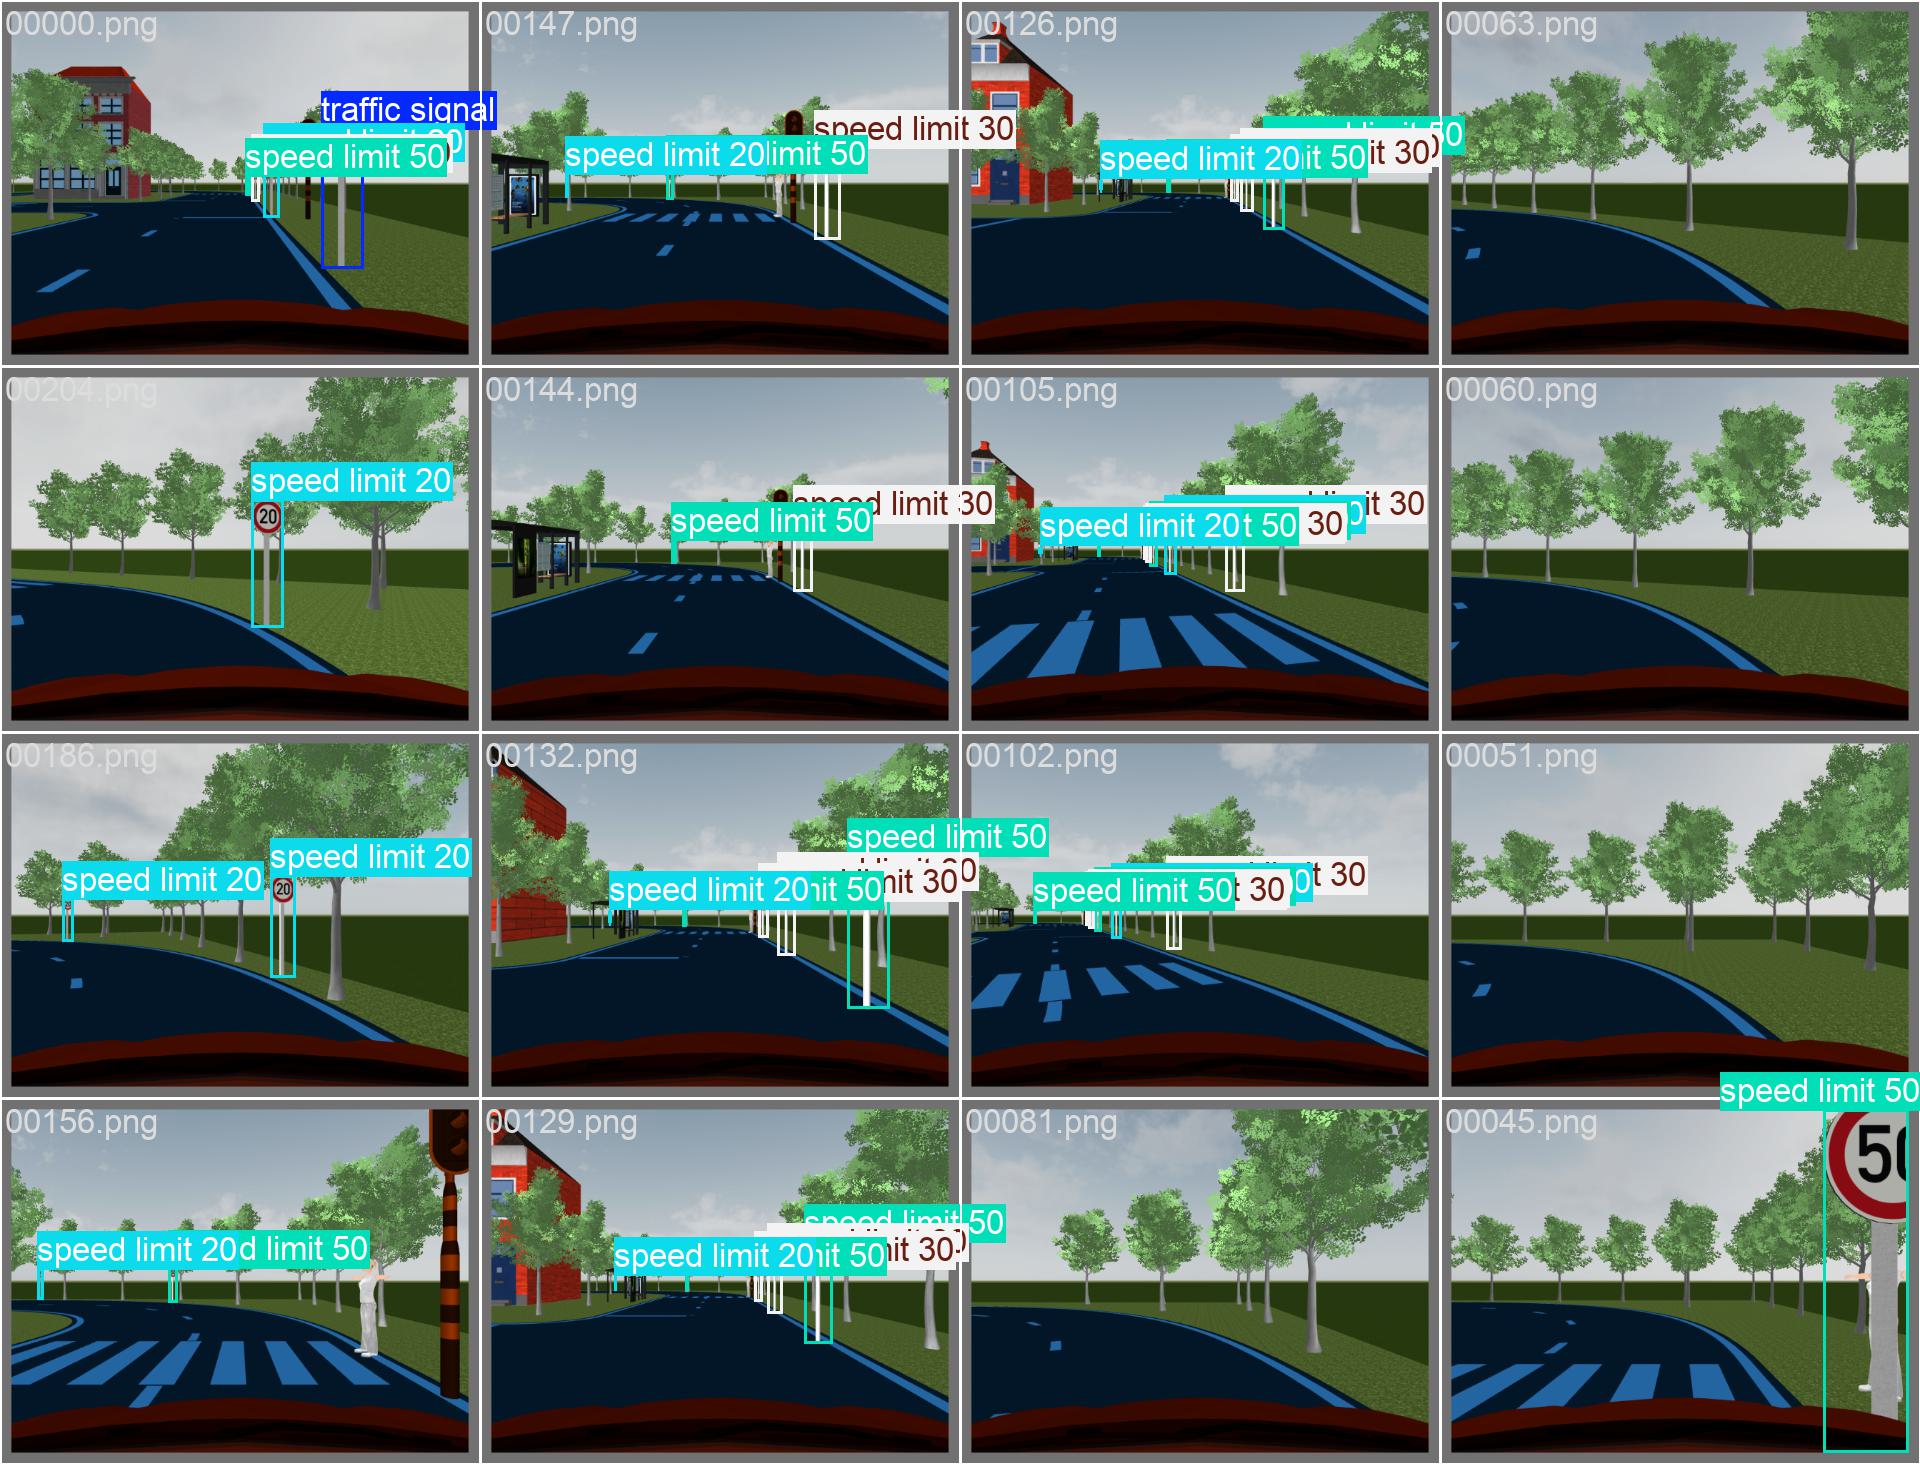 00000.png
traffic signal
speed limit 50
00147.png
speed limit 30
speed limit 20
limit 50
00126.png
50
speed limit 20
it 50
it 30
00063.png
00204.png
speed limit 20
20
00144.png
speed limit 30
speed limit 50
00105.png
it 30
speed limit 20
t 50
30
00060.png
00186.png
speed limit 20
speed limit 20
20
00132.png
speed limit 50
speed limit 20
it 50
it 30
00102.png
t 30
speed limit 50
t 30
00051.png
00156.png
speed limit 20
d limit 50
00129.png
speed limit 50
speed limit 20
it 50
it 30
00081.png
speed limit 50
00045.png
50